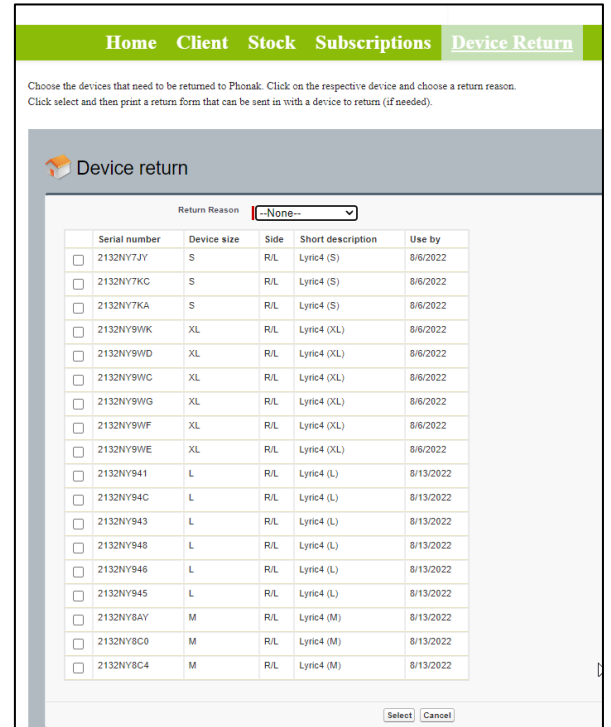 Home Client Stock Subscriptions Device Return
Choose the devices that need to be returned to Phonak. Click on the respective device and choose a return reason.
Click select and then print a return form that can be sent in with a device to return (if needed).
Device return
Return Reason --None--
Serial number Device size Side Short description Use by
2132NY7JY S R/L Lyric4 (S) 8/6/2022
2132NY7KC S R/L Lyric4 (S) 8/6/2022
2132NY7KA S R/L Lyric4 (S) 8/6/2022
2132NY9WK XL R/L Lyric4 (XL) 8/6/2022
2132NY9WD XL R/L Lyric4 (XL) 8/6/2022
2132NY9WC XL R/L Lyric4 (XL) 8/6/2022
2132NY9WG XL R/L Lyric4 (XL) 8/6/2022
2132NY9WF XL R/L Lyric4 (XL) 8/6/2022
2132NY9WE XL R/L Lyric4 (XL) 8/6/2022
2132NY941 L R/L Lyric4 (L) 8/13/2022
2132NY94C L R/L Lyric4 (L) 8/13/2022
2132NY943 L R/L Lyric4 (L) 8/13/2022
2132NY948 L R/L Lyric4 (L) 8/13/2022
2132NY946 L R/L Lyric4 (L) 8/13/2022
2132NY945 L R/L Lyric4 (L) 8/13/2022
2132NY8AY M R/L Lyric4 (M) 8/13/2022
2132NY8C0 M R/L Lyric4 (M) 8/13/2022
2132NY8C4 M R/L Lyric4 (M) 8/13/2022
Select Cancel